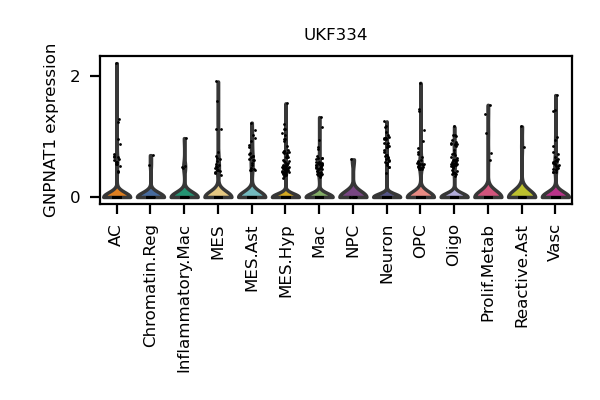 UKF334
GNPNAT1 expression
2
0
AC
Chromatin.Reg
Inflammatory.Mac
MES
MES.Ast
MES.Hyp
Mac
NPC
Neuron
OPC
Oligo
Prolif.Metab
Reactive.Ast
Vasc